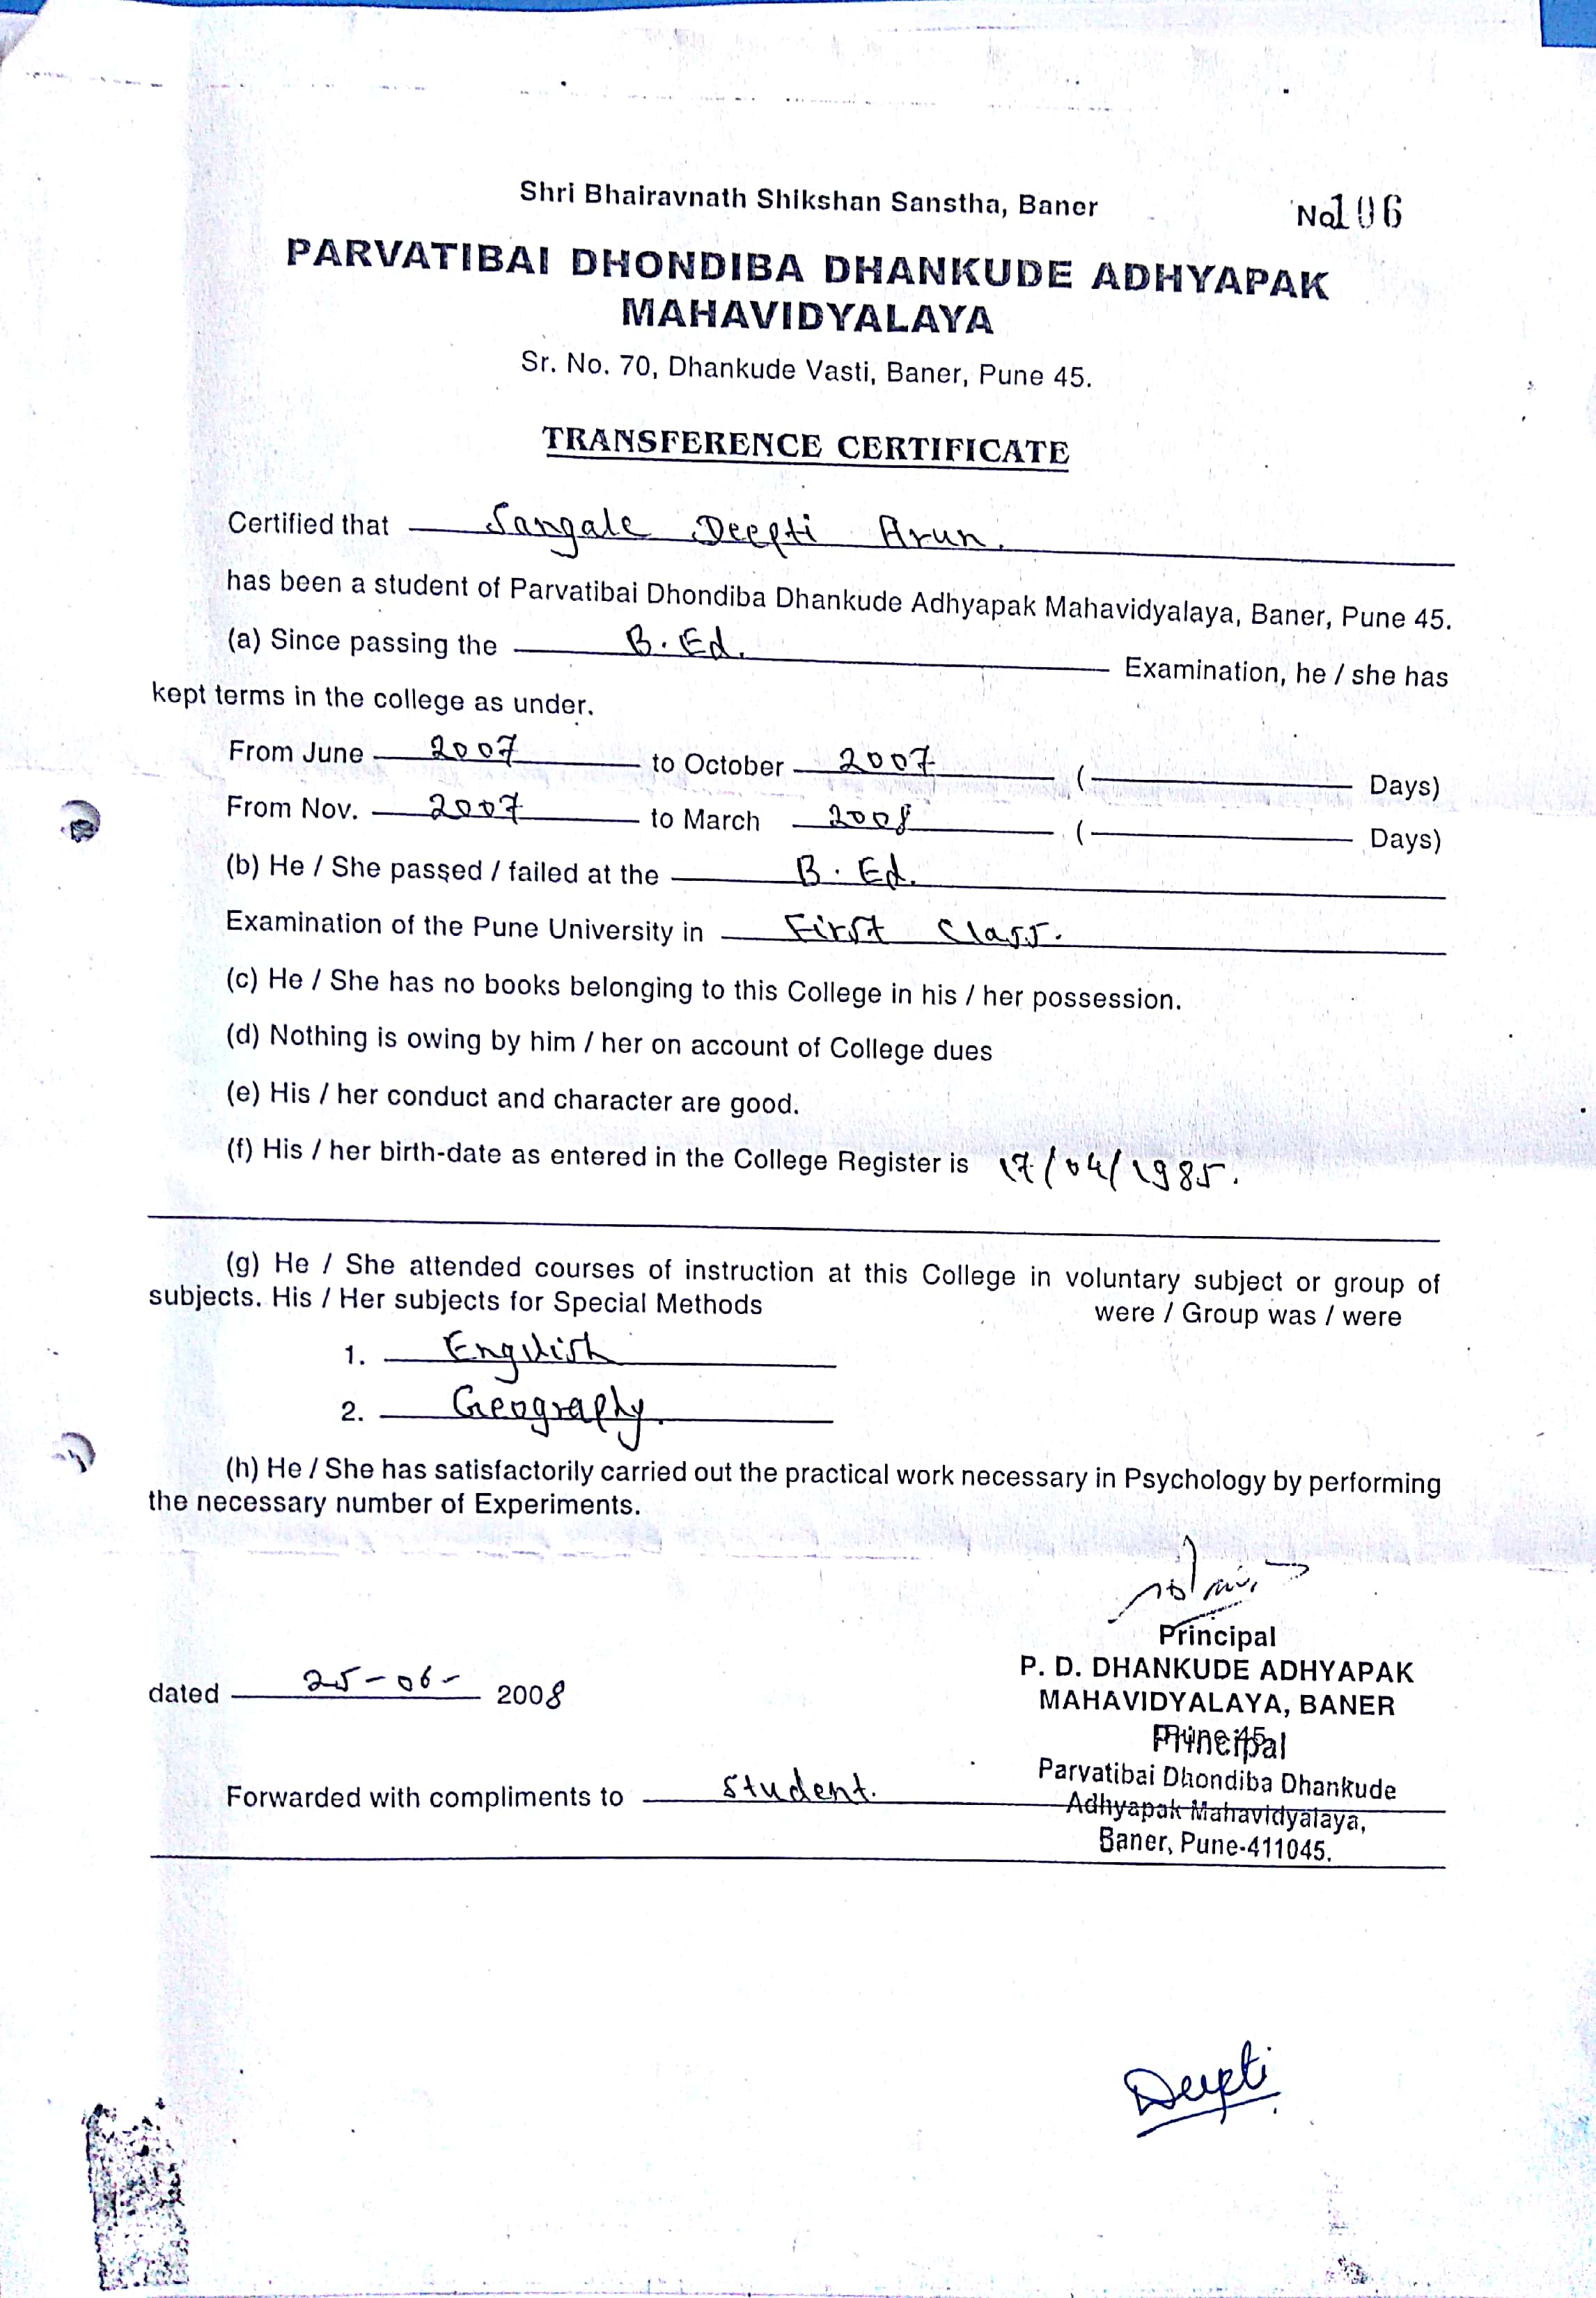 Shri Bhairavnath Shikshan Sanstha, Baner
No 106
PARVATIBAI DHONDIBA DHANKUDE ADHYAPAK
MAHAVIDYALAYA
Sr. No. 70, Dhankude Vasti, Baner, Pune 45.
TRANSFERENCE CERTIFICATE
Certified that Sangale Deepti Arun.
has been a student of Parvatibai Dhondiba Dhankude Adhyapak Mahavidyalaya, Baner, Pune 45.
(a) Since passing the B.Ed. Examination, he / she has
kept terms in the college as under.
From June 2007 to October 2007 ( Days)
From Nov. 2007 to March 2008 ( Days)
(b) He / She passed / failed at the B.Ed.
Examination of the Pune University in First Class.
(c) He / She has no books belonging to this College in his / her possession.
(d) Nothing is owing by him / her on account of College dues
(e) His / her conduct and character are good.
(f) His / her birth-date as entered in the College Register is 17/04/1985.
(g) He / She attended courses of instruction at this College in voluntary subject or group of
subjects. His / Her subjects for Special Methods were / Group was / were
1. English
2. Geography.
(h) He / She has satisfactorily carried out the practical work necessary in Psychology by performing
the necessary number of Experiments.
Principal
P. D. DHANKUDE ADHYAPAK
dated 25-06- 2008
MAHAVIDYALAYA, BANER
Principal
Parvatibai Dhondiba Dhankude
Forwarded with compliments to Student.
Adhyapak Mahavidyalaya,
Baner, Pune-411045.
Deepti